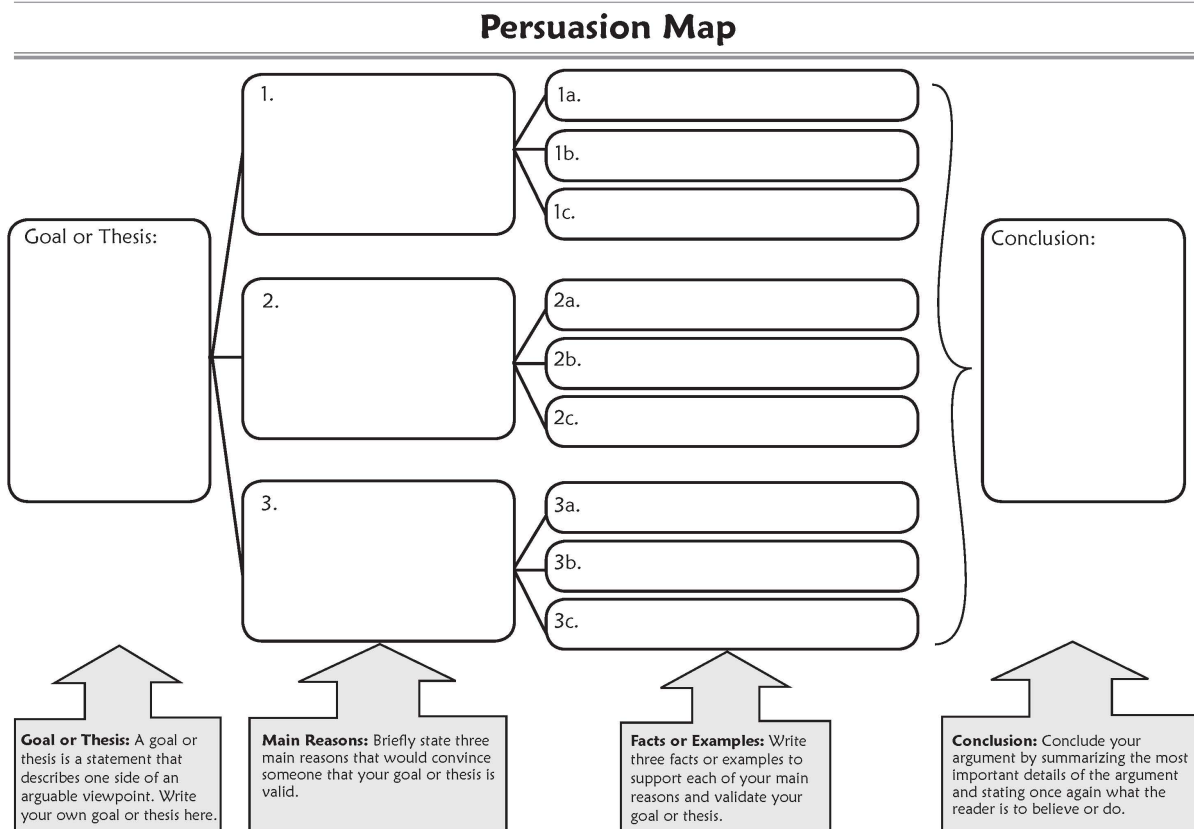 Persuasion Map
Goal or Thesis:
1.
1a.
1b.
1c.
2.
2a.
2b.
2c.
3.
3a.
3b.
3c.
Conclusion:
Goal or Thesis: A goal or
thesis is a statement that
describes one side of an
arguable viewpoint. Write
your own goal or thesis here.
Main Reasons: Briefly state three
main reasons that would convince
someone that your goal or thesis is
valid.
Facts or Examples: Write
three facts or examples to
support each of your main
reasons and validate your
goal or thesis.
Conclusion: Conclude your
argument by summarizing the most
important details of the argument
and stating once again what the
reader is to believe or do.